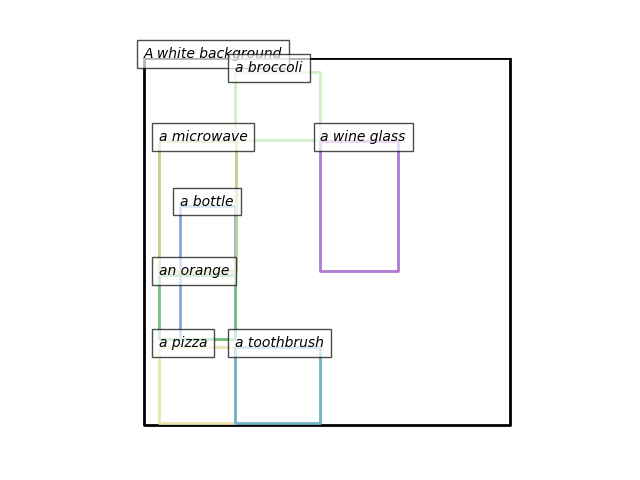 A white background
a broccoli
a microwave
a wine glass
a bottle
an orange
a pizza
a toothbrush